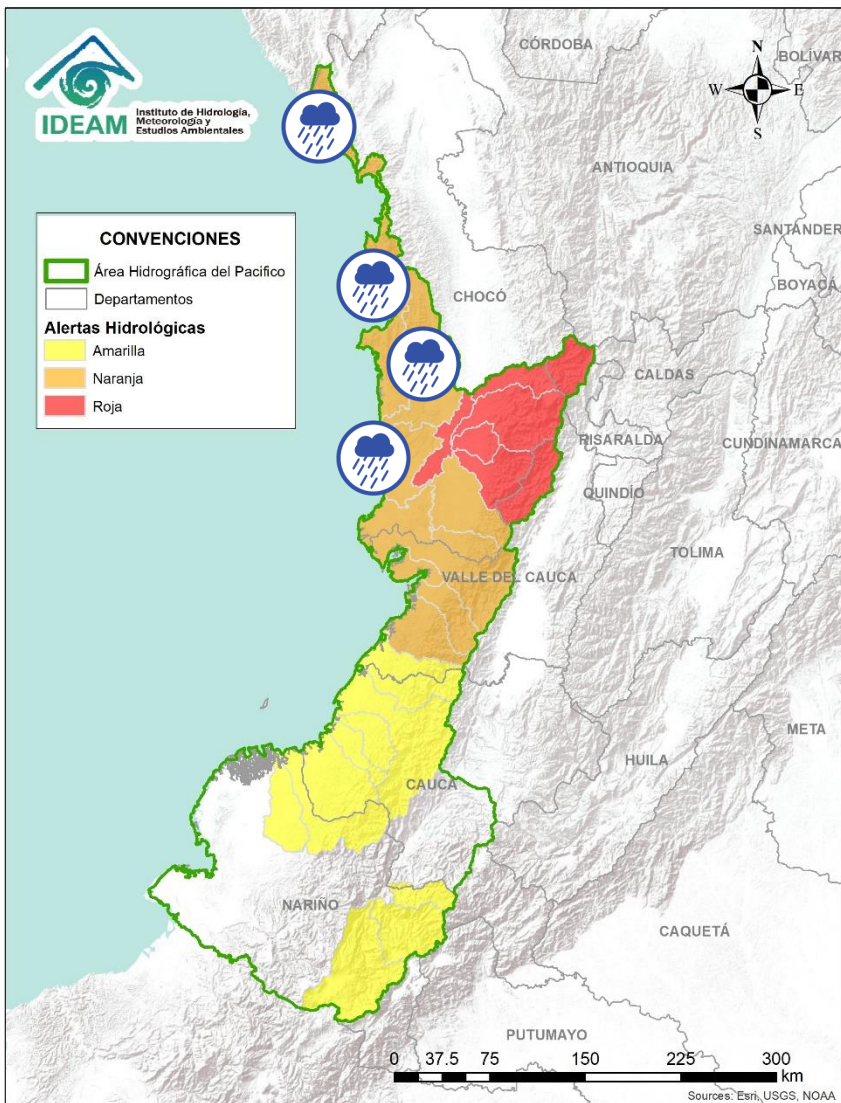 IDEAM
Instituto de Hidrología,
Meteorología y
Estudios Ambientales
CÓRDOBA
BOLÍVAR
N
W
E
S
ANTIOQUIA
SANTANDER
BOYACÁ
CONVENCIONES
Área Hidrográfica del Pacifico
Departamentos
Alertas Hidrológicas
Amarilla
Naranja
Roja
CHOCÓ
CALDAS
RISARALDA
CUNDINAMARCA
QUINDÍO
TOLIMA
VALLE DEL CAUCA
META
HUILA
CAUCA
NARIÑO
CAQUETÁ
PUTUMAYO
0 37.5 75 150 225 300
km
Sources: Esri, USGS, NOAA